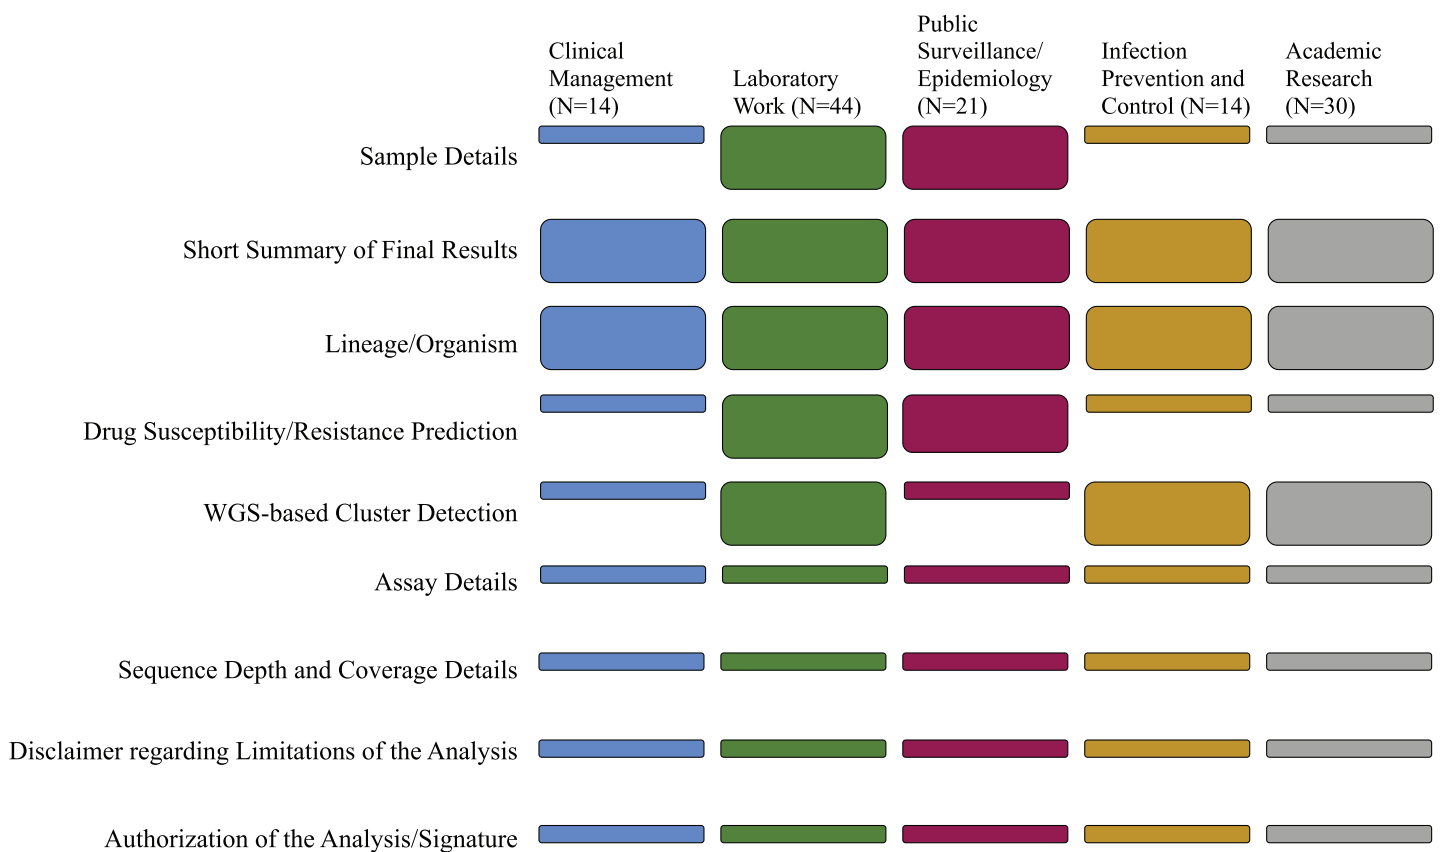 Clinical
Management
(N=14)
Laboratory
Work (N=44)
Public
Surveillance/
Epidemiology
(N=21)
Infection
Prevention and
Control (N=14)
Academic
Research
(N=30)
Sample Details
Short Summary of Final Results
Lineage/Organism
Drug Susceptibility/Resistance Prediction
WGS-based Cluster Detection
Assay Details
Sequence Depth and Coverage Details
Disclaimer regarding Limitations of the Analysis
Authorization of the Analysis/Signature